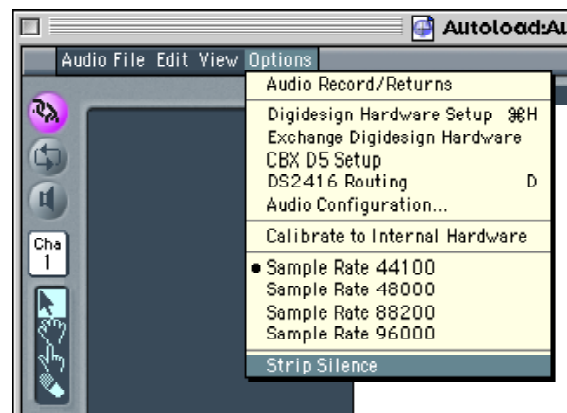 Autoload:Au
Audio File Edit View Options
Audio Record/Returns
Digidesign Hardware Setup ⌘H
Exchange Digidesign Hardware
CBX D5 Setup
DS2416 Routing D
Audio Configuration...
Calibrate to Internal Hardware
Sample Rate 44100
Sample Rate 48000
Sample Rate 88200
Sample Rate 96000
Strip Silence
Cha
1